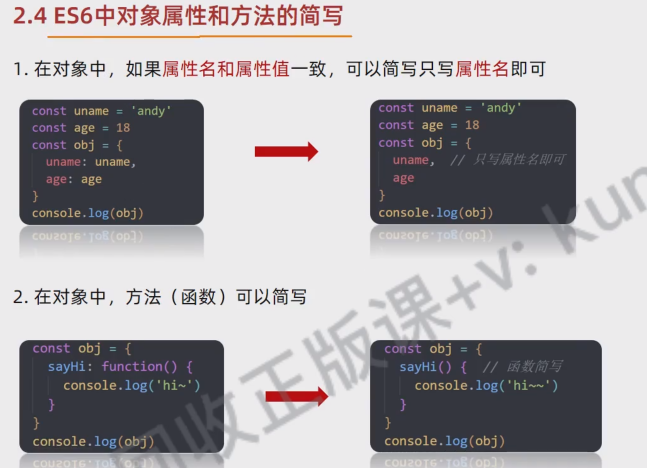 2.4 ES6中对象属性和方法的简写
1. 在对象中，如果属性名和属性值一致，可以简写只写属性名即可
const uname = 'andy'
const age = 18
const obj = {
uname: uname,
age: age
}
console.log(obj)
const uname = 'andy'
const age = 18
const obj = {
uname, // 只写属性名即可
age
}
console.log(obj)
2. 在对象中，方法（函数）可以简写
const obj = {
sayHi: function() {
console.log('hi~')
}
}
console.log(obj)
const obj = {
sayHi() { // 函数简写
console.log('hi~~')
}
}
console.log(obj)
回收正版课+v: kun